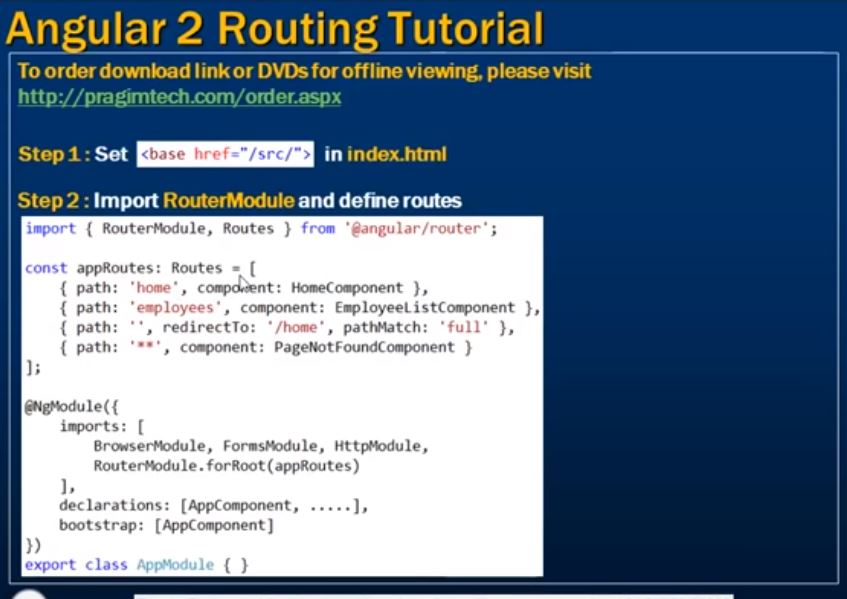 Angular 2 Routing Tutorial
To order download link or DVDs for offline viewing, please visit
http://pragimtech.com/order.aspx
Step 1 : Set <base href="/src/"> in index.html
Step 2 : Import RouterModule and define routes
import { RouterModule, Routes } from '@angular/router';
const appRoutes: Routes = [
{ path: 'home', component: HomeComponent },
{ path: 'employees', component: EmployeeListComponent },
{ path: '', redirectTo: '/home', pathMatch: 'full' },
{ path: '**', component: PageNotFoundComponent }
];
@NgModule({
imports: [
BrowserModule, FormsModule, HttpModule,
RouterModule.forRoot(appRoutes)
],
declarations: [AppComponent, .....],
bootstrap: [AppComponent]
})
export class AppModule { }